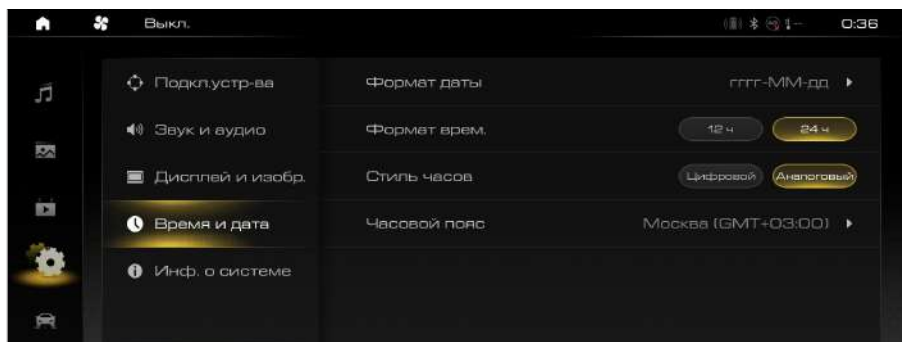 Выкл. 0:36
Подкл.устр-ва
Звук и аудио
Дисплей и изобр.
Время и дата
Инф. о системе
Формат даты гггг-ММ-дд
Формат врем. 12 ч 24 ч
Стиль часов Цифровой Аналоговый
Часовой пояс Москва (GMT+03:00)